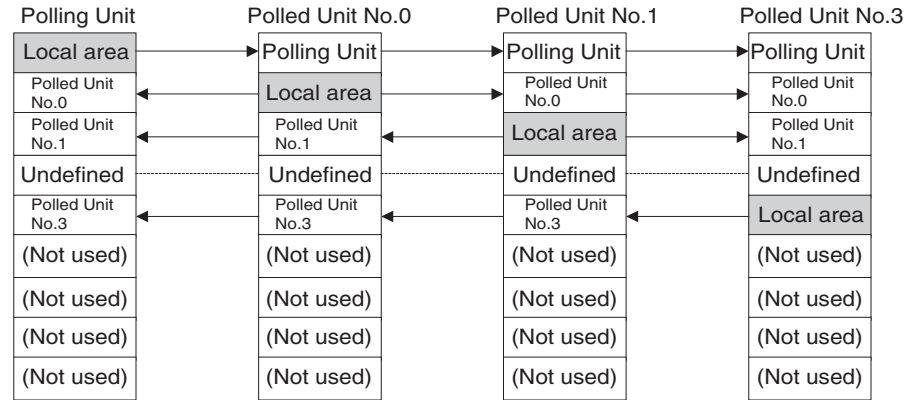 Polling Unit Polled Unit No.0 Polled Unit No.1 Polled Unit No.3
Local area Polling Unit Polling Unit Polling Unit
Polled Unit Local area Polled Unit Polled Unit
No.0 No.0 No.0
Polled Unit Polled Unit Local area Polled Unit
No.1 No.1 No.1
Undefined Undefined Undefined Undefined
Polled Unit Polled Unit Polled Unit Local area
No.3 No.3 No.3
(Not used) (Not used) (Not used) (Not used)
(Not used) (Not used) (Not used) (Not used)
(Not used) (Not used) (Not used) (Not used)
(Not used) (Not used) (Not used) (Not used)